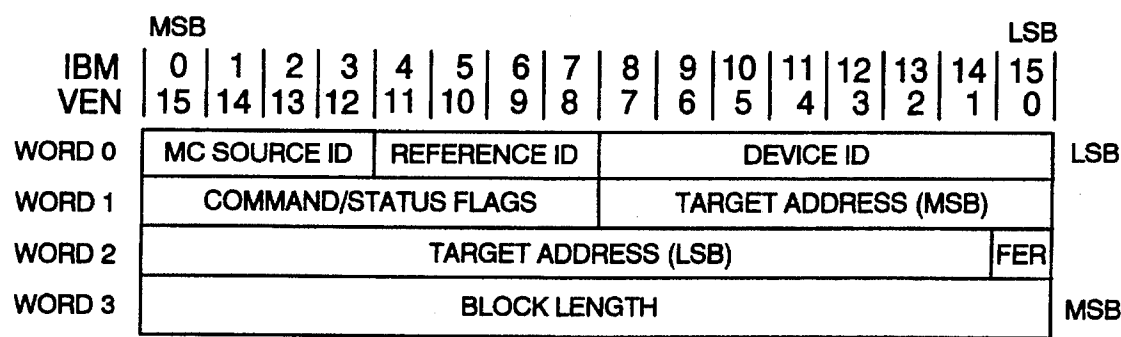 MSB LSB
IBM 0 1 2 3 4 5 6 7 8 9 10 11 12 13 14 15
VEN 15 14 13 12 11 10 9 8 7 6 5 4 3 2 1 0
WORD 0 MC SOURCE ID REFERENCE ID DEVICE ID LSB
WORD 1 COMMAND/STATUS FLAGS TARGET ADDRESS (MSB)
WORD 2 TARGET ADDRESS (LSB) FER
WORD 3 BLOCK LENGTH MSB